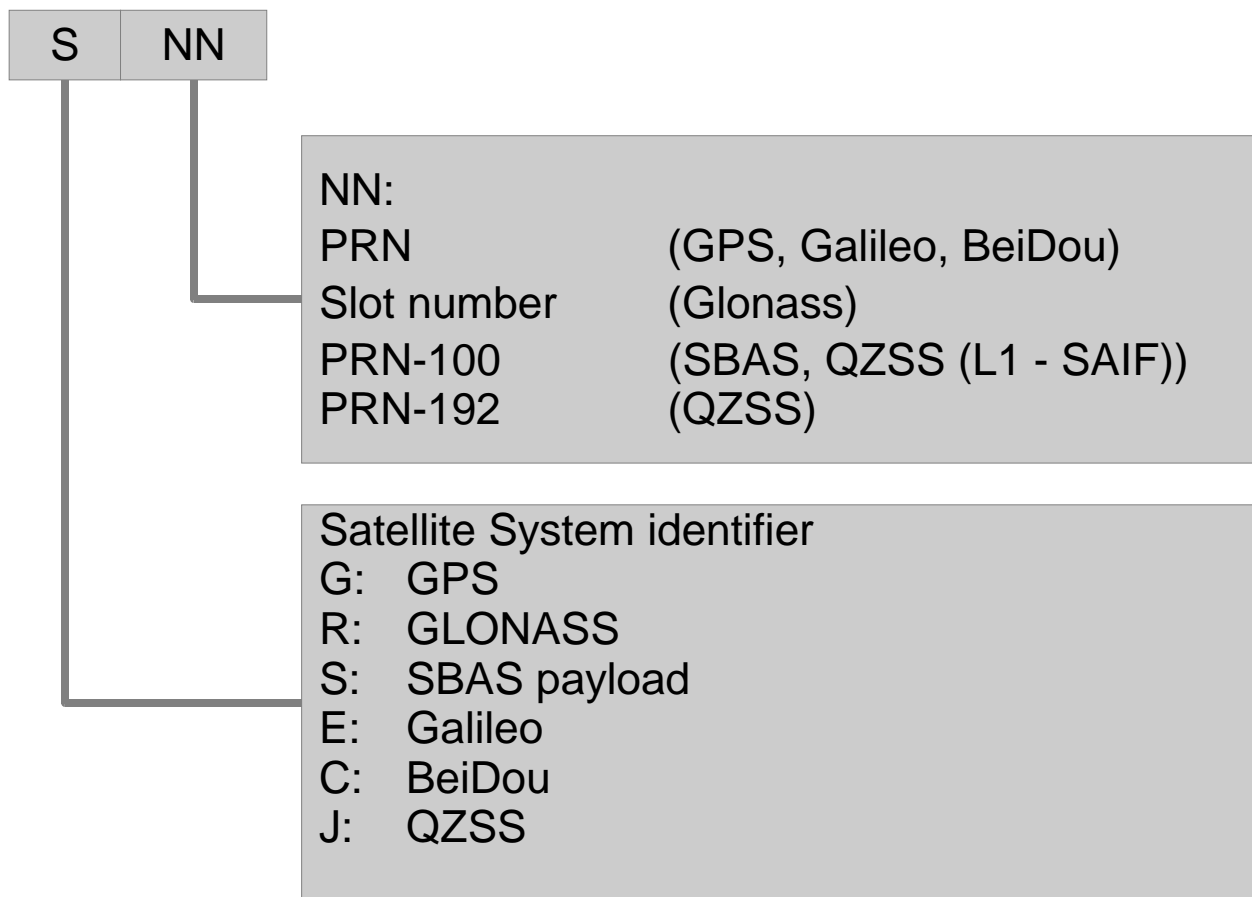 S NN
NN:
PRN (GPS, Galileo, BeiDou)
Slot number (Glonass)
PRN-100 (SBAS, QZSS (L1 - SAIF))
PRN-192 (QZSS)
Satellite System identifier
G: GPS
R: GLONASS
S: SBAS payload
E: Galileo
C: BeiDou
J: QZSS